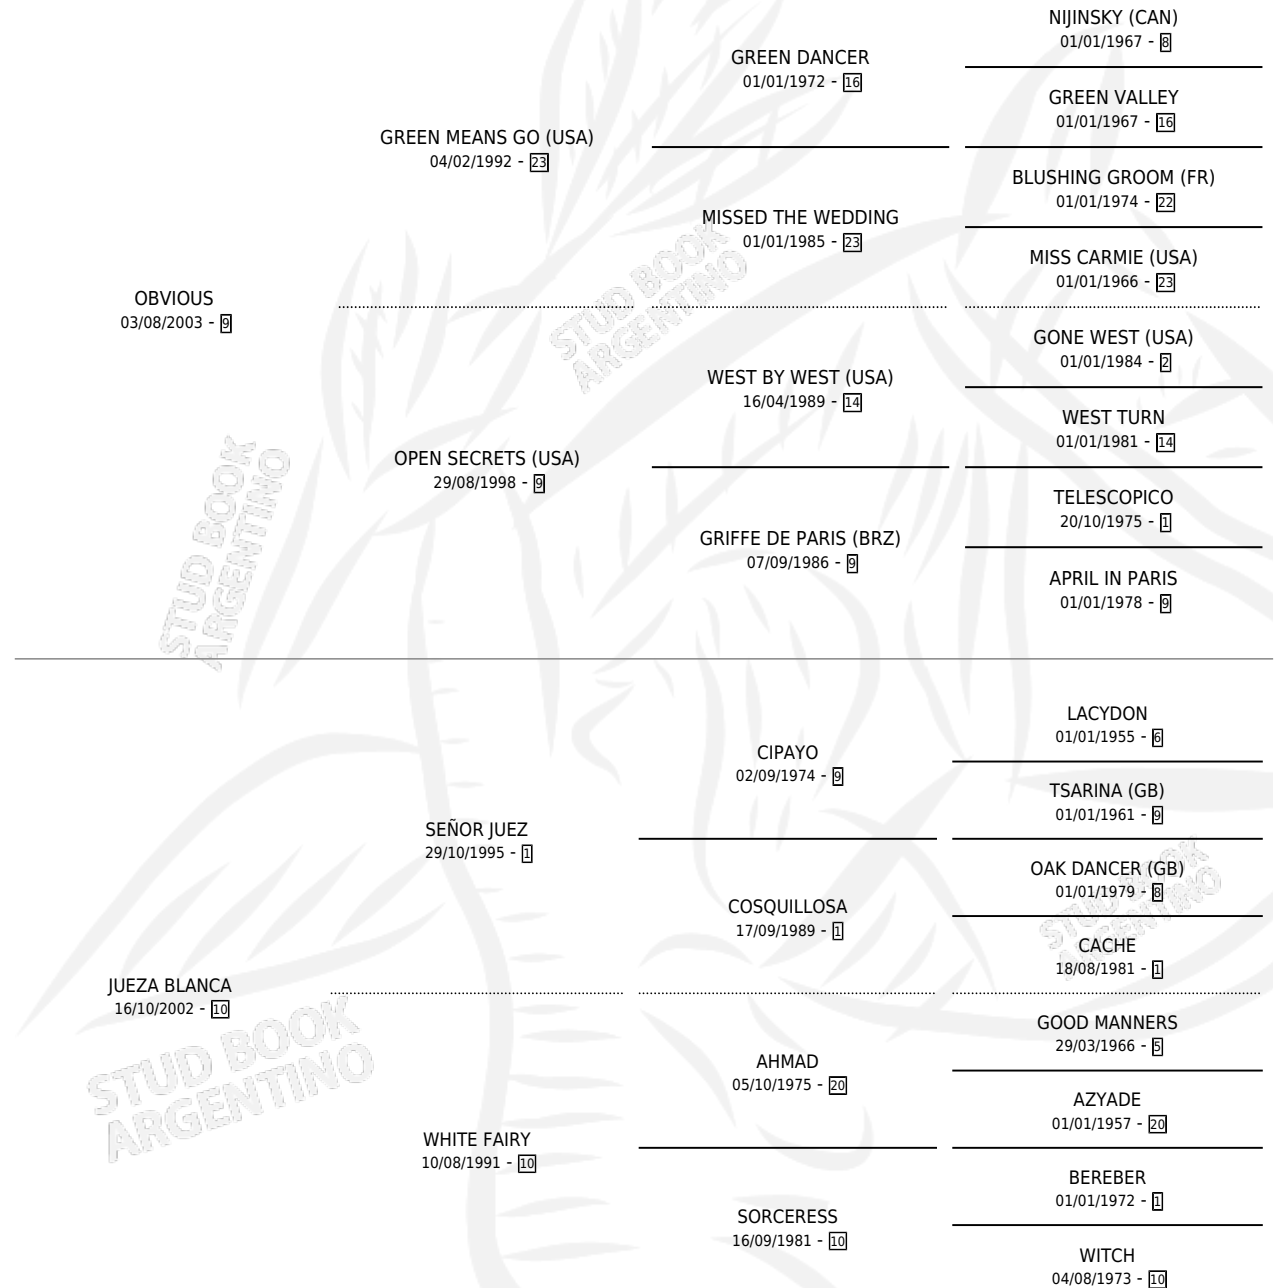 NIJINSKY (CAN)
01/01/1967 - 8
GREEN DANCER
01/01/1972 - 16
GREEN VALLEY
01/01/1967 - 16
GREEN MEANS GO (USA)
04/02/1992 - 23
BLUSHING GROOM (FR)
01/01/1974 - 22
MISSED THE WEDDING
01/01/1985 - 23
MISS CARMIE (USA)
01/01/1966 - 23
OBVIOUS
03/08/2003 - 9
STUD BOOK
ARGENTINO
GONE WEST (USA)
01/01/1984 - 2
WEST BY WEST (USA)
16/04/1989 - 14
WEST TURN
01/01/1981 - 14
OPEN SECRETS (USA)
29/08/1998 - 9
STUD BOOK
ARGENTINO
TELESCOPICO
20/10/1975 - 1
GRIFFE DE PARIS (BRZ)
07/09/1986 - 9
APRIL IN PARIS
01/01/1978 - 9
LACYDON
01/01/1955 - 6
CIPAYO
02/09/1974 - 9
TSARINA (GB)
01/01/1961 - 9
SEÑOR JUEZ
29/10/1995 - 1
OAK DANCER (GB)
01/01/1979 - 8
STUD BOOK
ARGENTINO
COSQUILLOSA
17/09/1989 - 1
CACHE
18/08/1981 - 1
JUEZA BLANCA
16/10/2002 - 10
STUD BOOK
ARGENTINO
GOOD MANNERS
29/03/1966 - 5
AHMAD
05/10/1975 - 20
AZYADE
01/01/1957 - 20
WHITE FAIRY
10/08/1991 - 10
BEREBER
01/01/1972 - 1
SORCERESS
16/09/1981 - 10
WITCH
04/08/1973 - 10